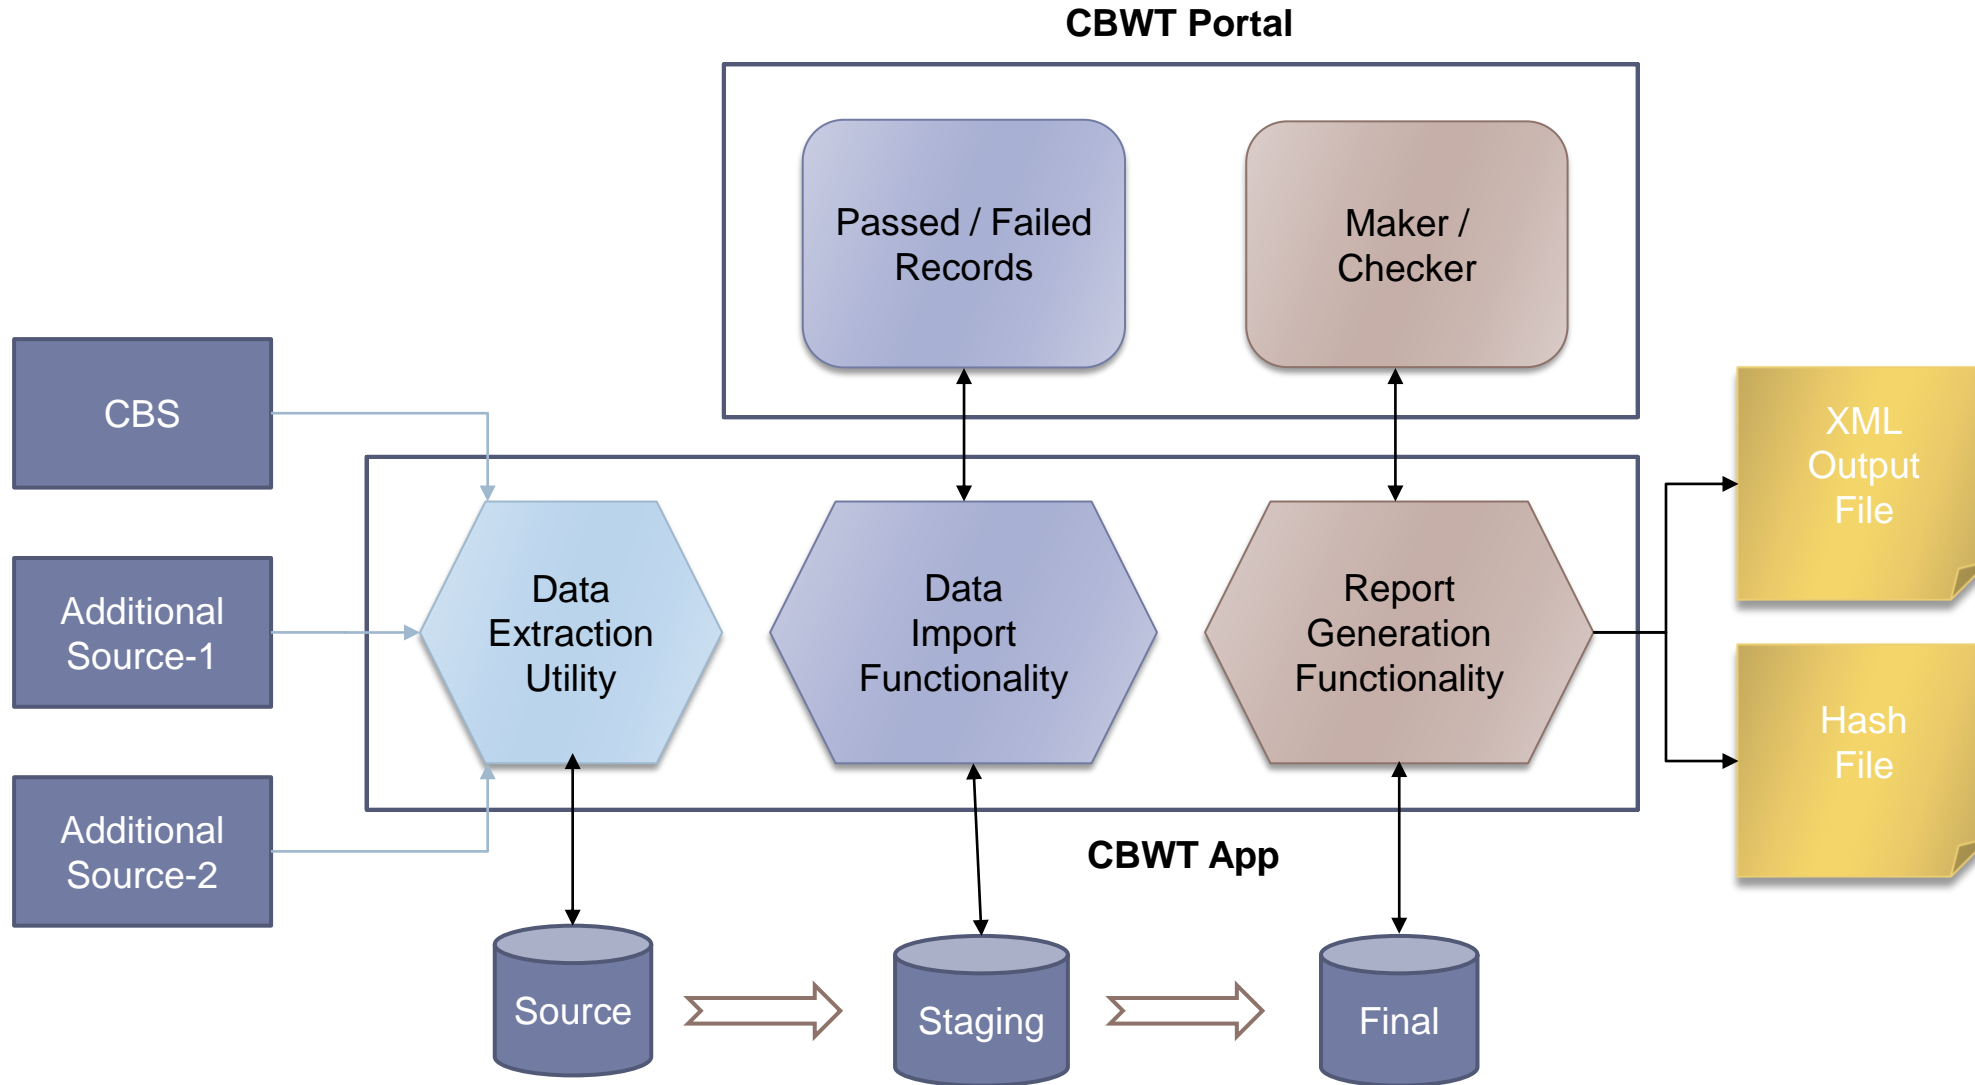 CBWT Portal
Passed / Failed
Records
Maker /
Checker
CBS
Additional
Source-1
Additional
Source-2
Data
Extraction
Utility
Data
Import
Functionality
Report
Generation
Functionality
XML
Output
File
Hash
File
CBWT App
Source
Staging
Final